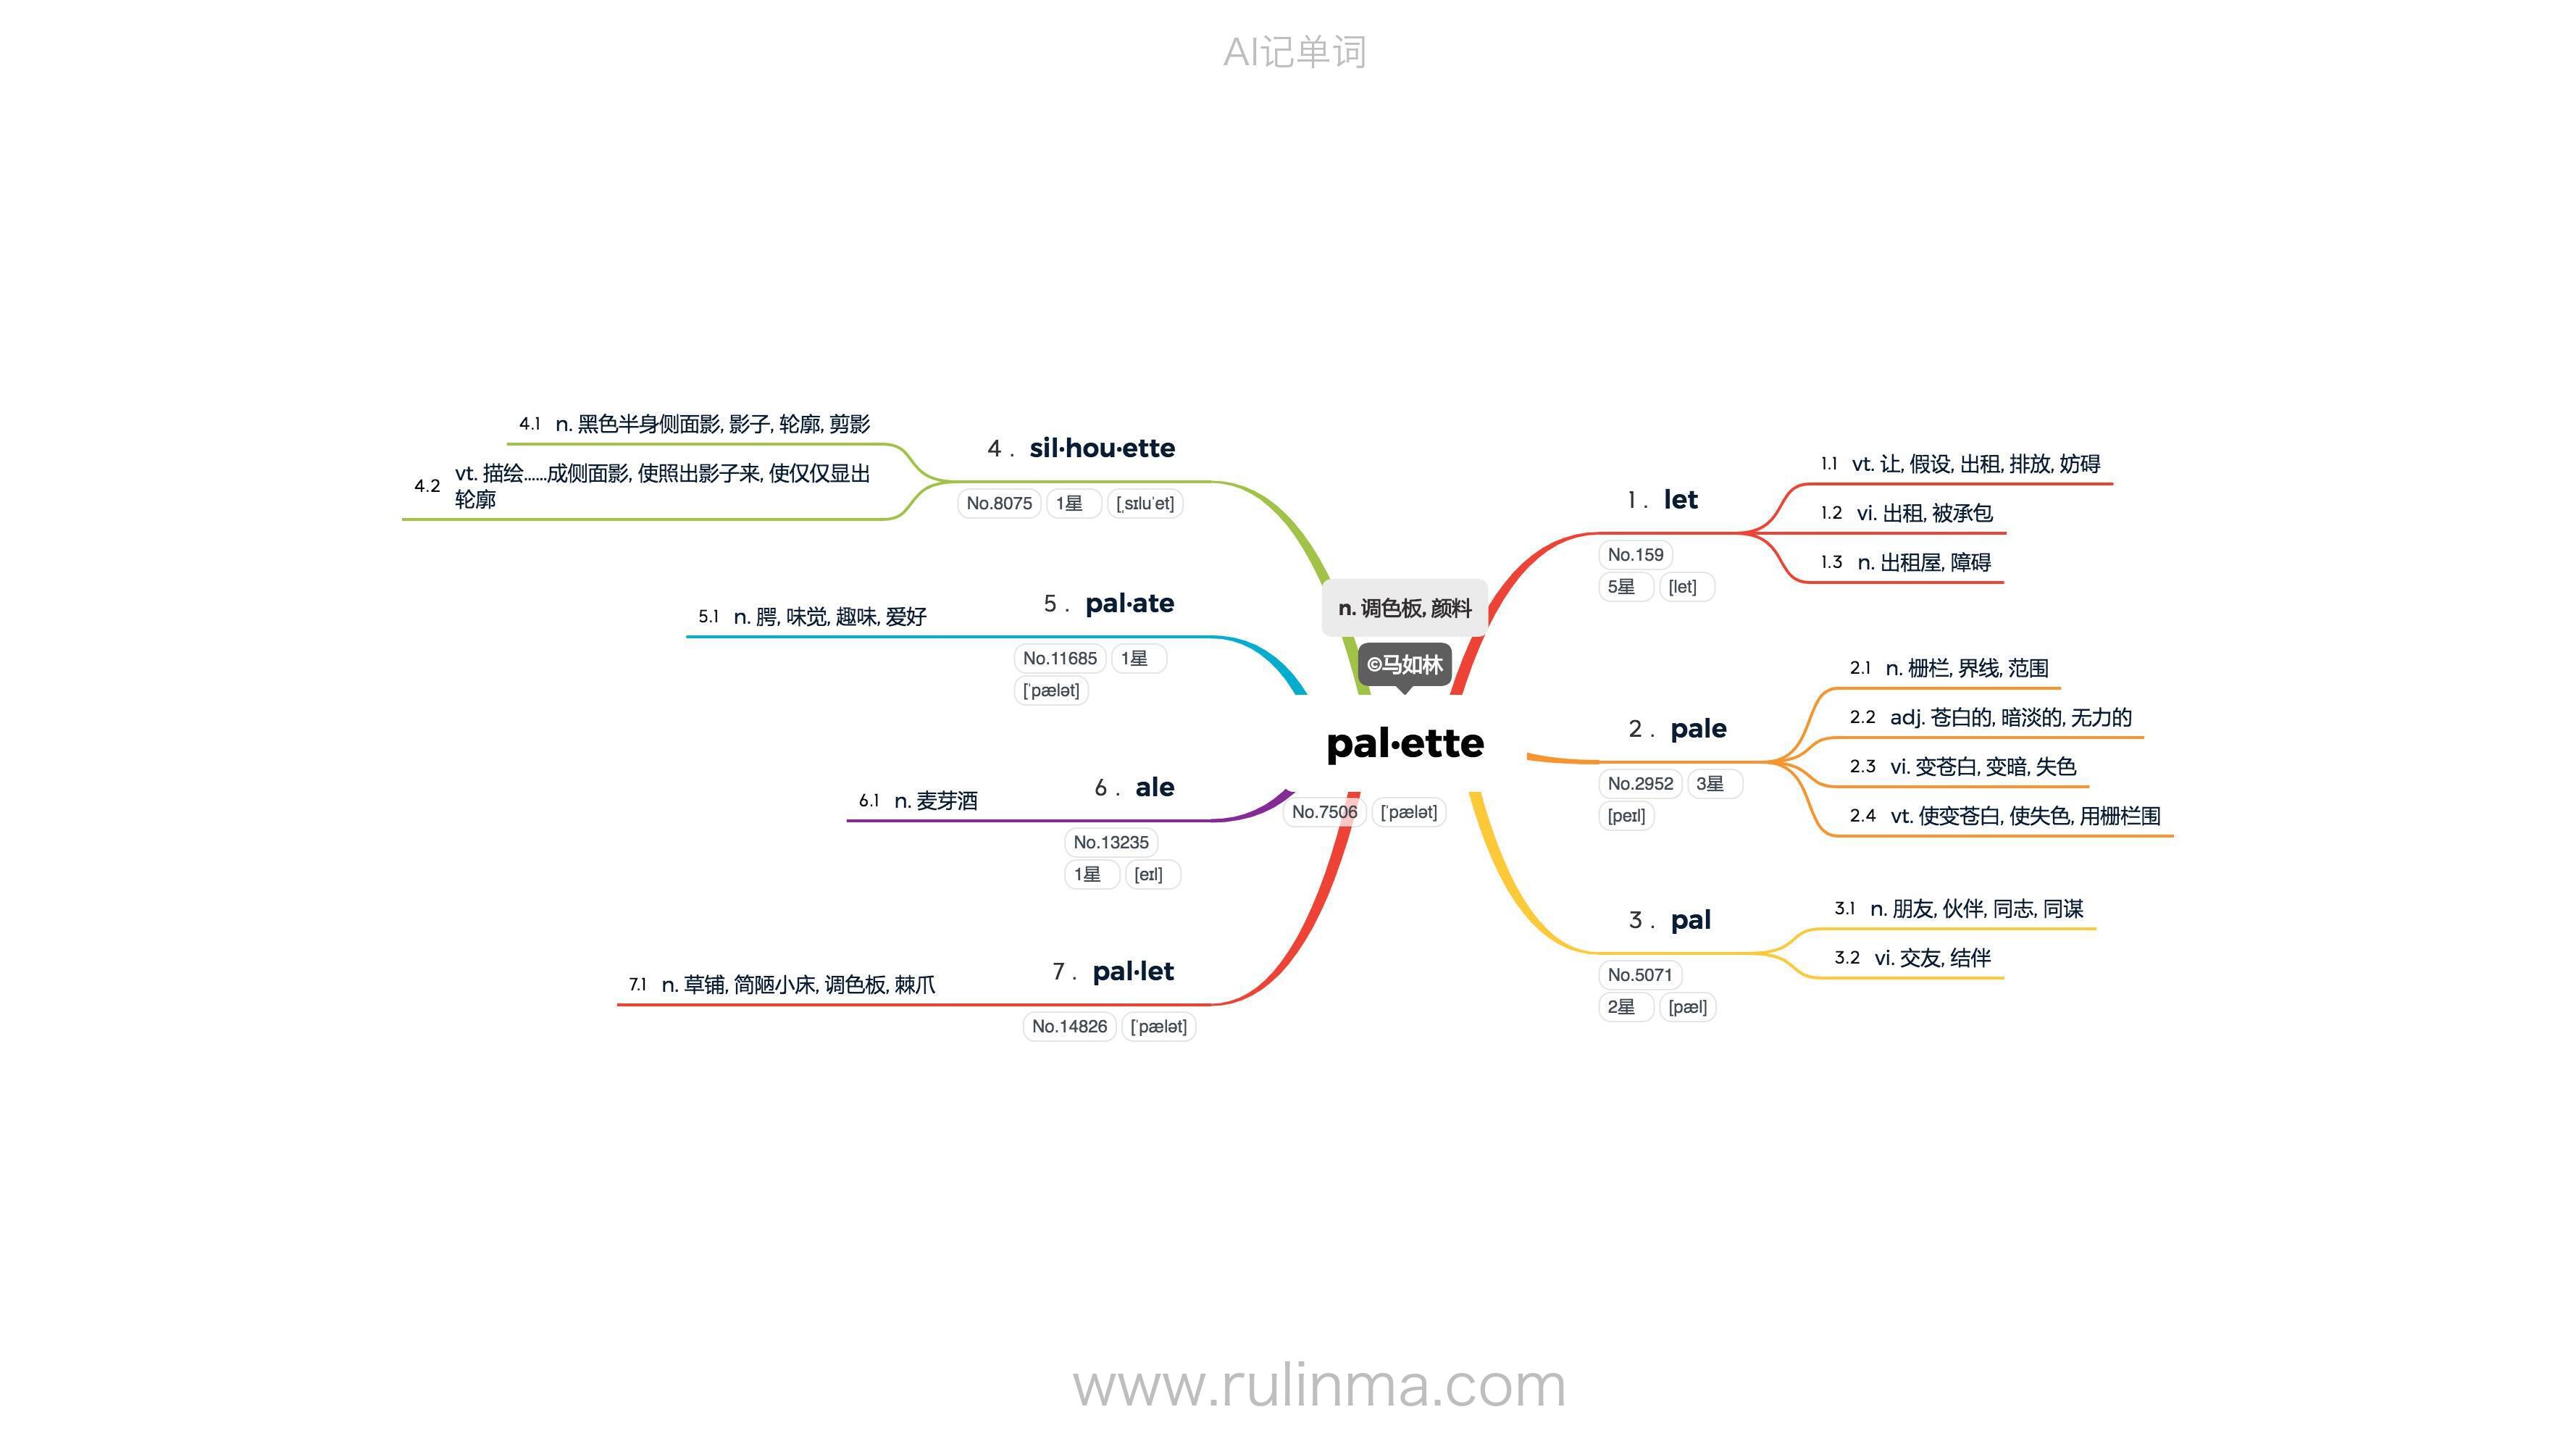 AI记单词
n. 调色板, 颜料
©马如林
pal·ette
No.7506 [ˈpælət]
1. let
No.159
5星 [let]
1.1 vt. 让, 假设, 出租, 排放, 妨碍
1.2 vi. 出租, 被承包
1.3 n. 出租屋, 障碍
2. pale
No.2952 3星
[peɪl]
2.1 n. 栅栏, 界线, 范围
2.2 adj. 苍白的, 暗淡的, 无力的
2.3 vi. 变苍白, 变暗, 失色
2.4 vt. 使变苍白, 使失色, 用栅栏围
3. pal
No.5071
2星 [pæl]
3.1 n. 朋友, 伙伴, 同志, 同谋
3.2 vi. 交友, 结伴
4. sil·hou·ette
No.8075 1星 [ˌsɪluˈet]
4.1 n. 黑色半身侧面影, 影子, 轮廓, 剪影
4.2 vt. 描绘……成侧面影, 使照出影子来, 使仅仅显出
轮廓
5. pal·ate
No.11685 1星
[ˈpælət]
5.1 n. 腭, 味觉, 趣味, 爱好
6. ale
No.13235
1星 [eɪl]
6.1 n. 麦芽酒
7. pal·let
No.14826 [ˈpælət]
7.1 n. 草铺, 简陋小床, 调色板, 棘爪
www.rulinma.com